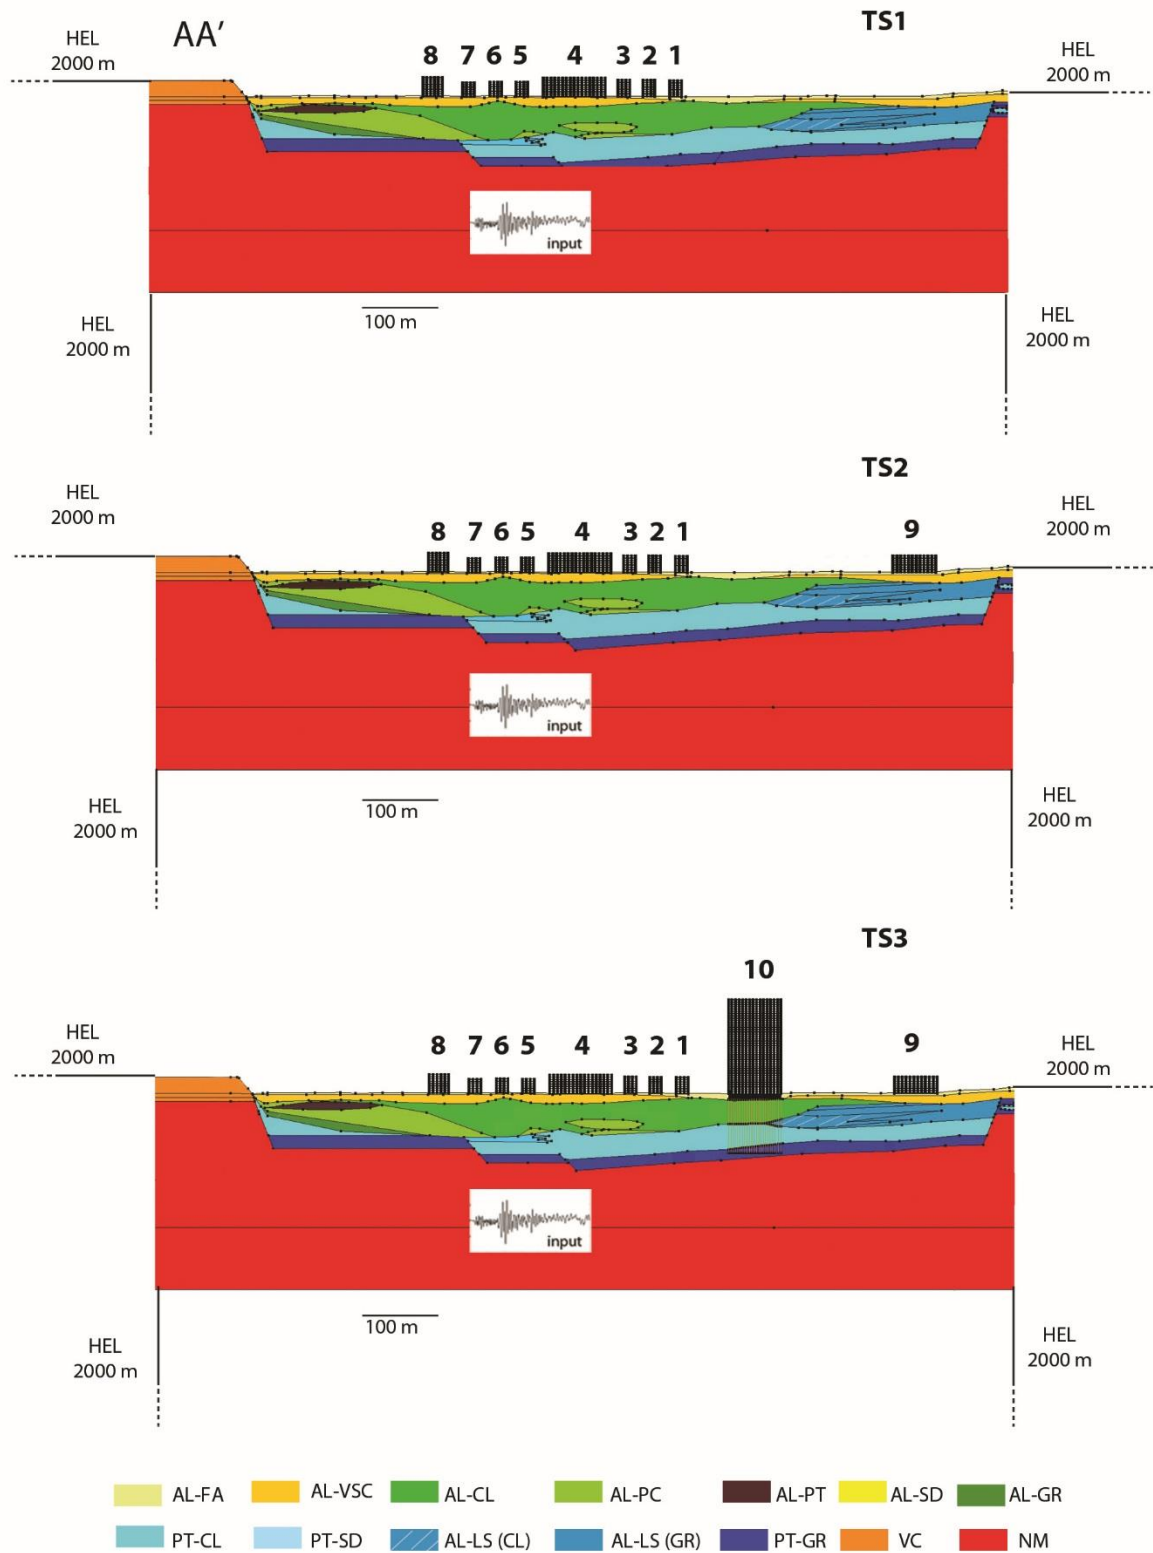 AA'
TS1
HEL
2000 m
HEL
2000 m
8 7 6 5 4 3 2 1
input
100 m
HEL
2000 m
HEL
2000 m
TS2
HEL
2000 m
HEL
2000 m
8 7 6 5 4 3 2 1 9
input
100 m
HEL
2000 m
HEL
2000 m
TS3
10
HEL
2000 m
HEL
2000 m
8 7 6 5 4 3 2 1 9
input
100 m
HEL
2000 m
HEL
2000 m
AL-FA AL-VSC AL-CL AL-PC AL-PT AL-SD AL-GR
PT-CL PT-SD AL-LS (CL) AL-LS (GR) PT-GR VC NM